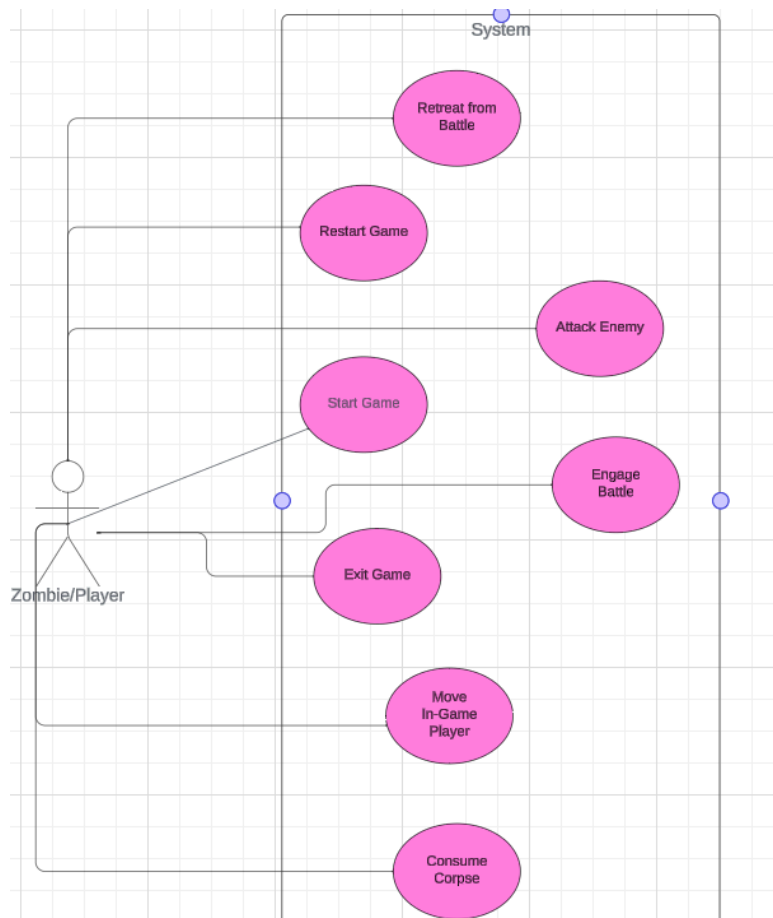 System
Retreat from
Battle
Restart Game
Attack Enemy
Start Game
Engage
Battle
Exit Game
Zombie/Player
Move
In-Game
Player
Consume
Corpse